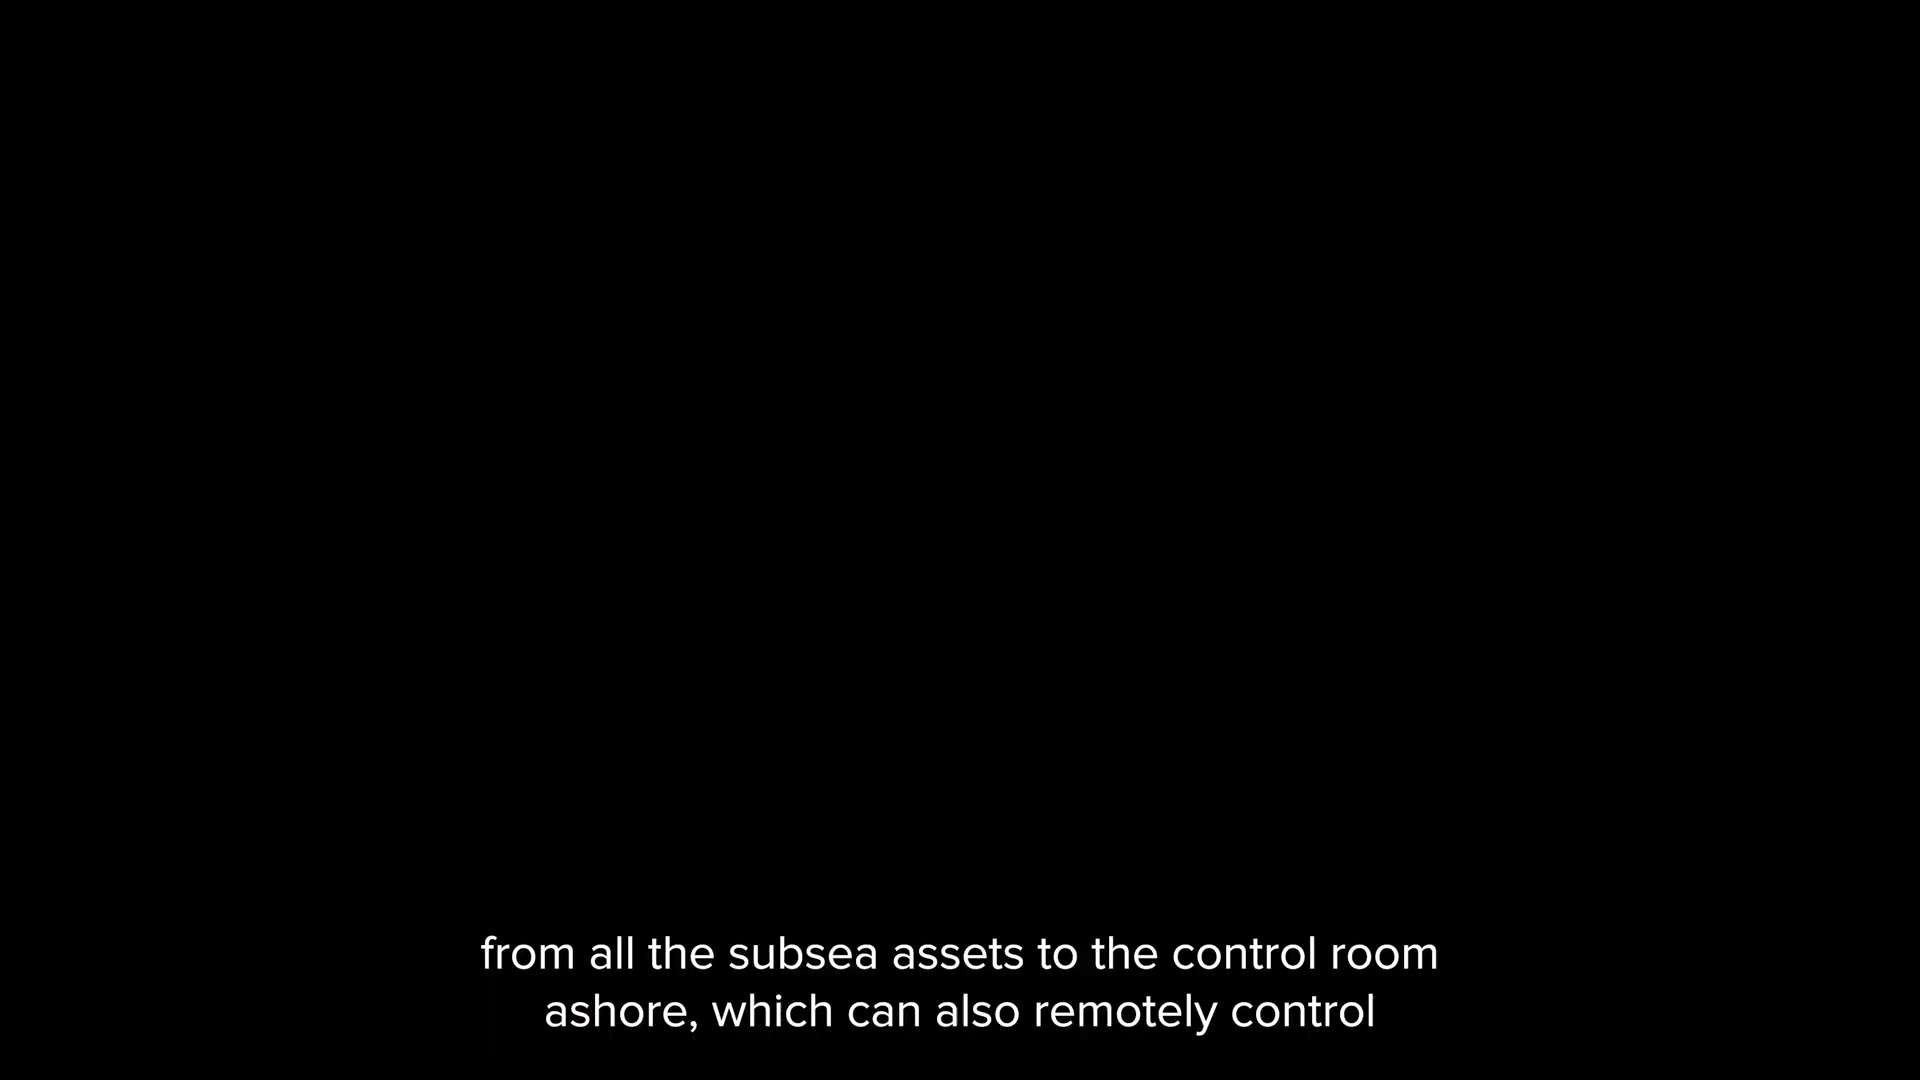 from all the subsea assets to the control room
ashore, which can also remotely control